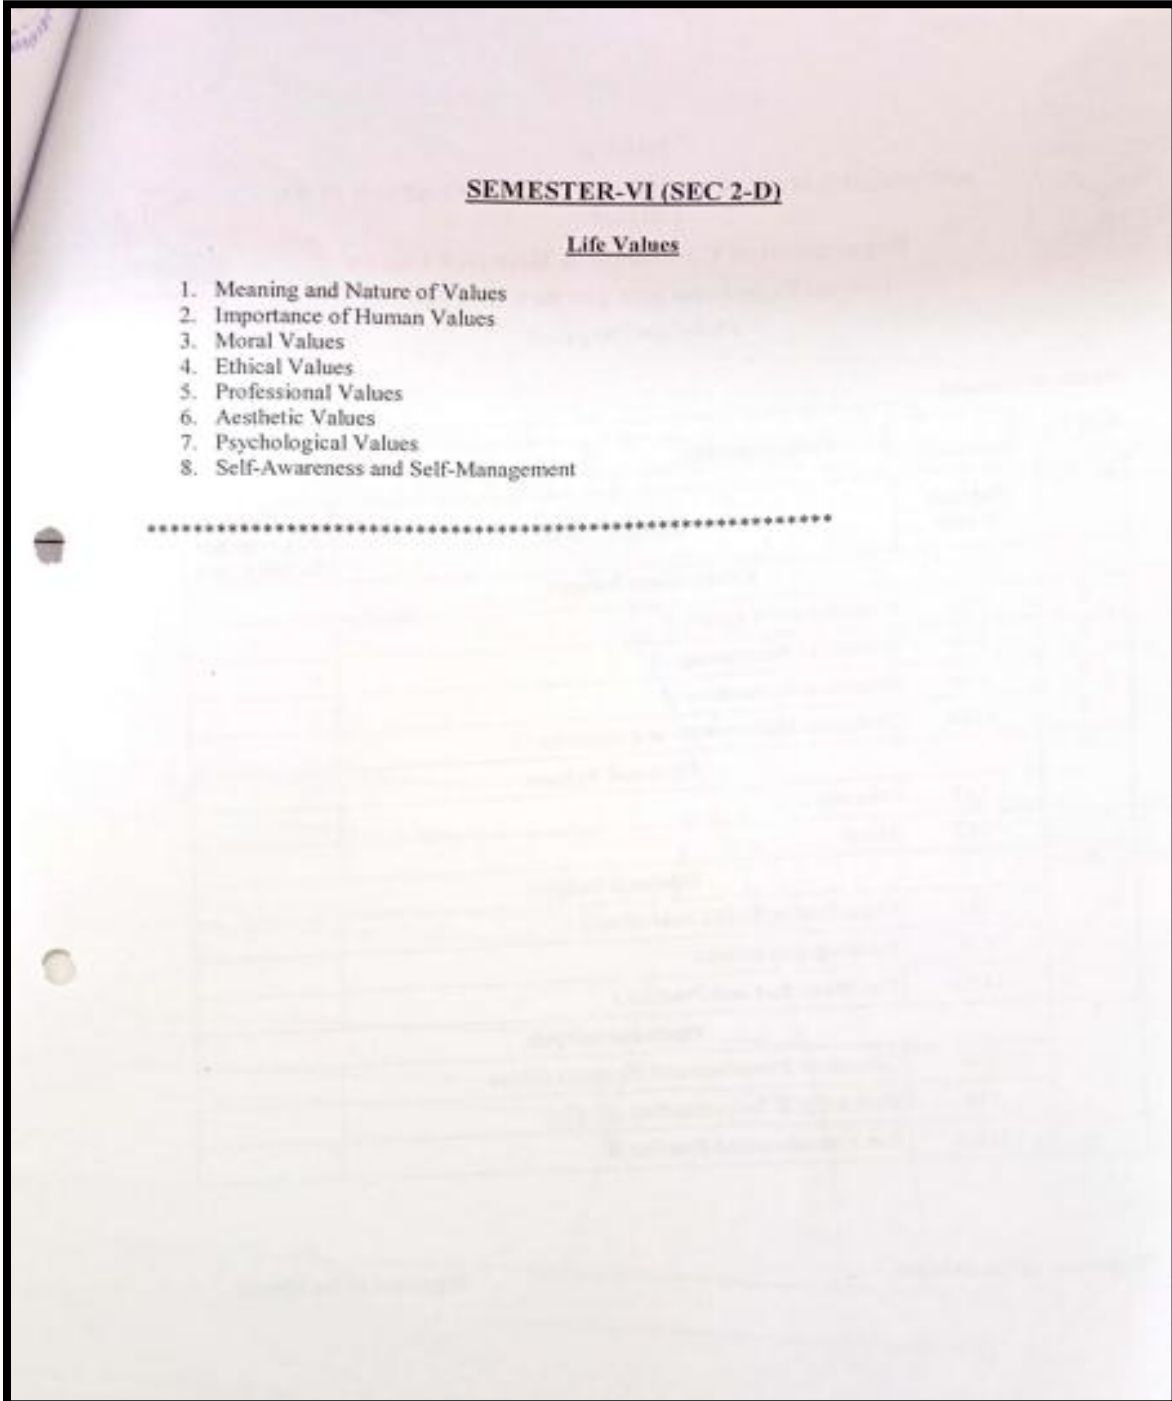 SEMESTER-VI (SEC 2-D)
Life Values
1. Meaning and Nature of Values
2. Importance of Human Values
3. Moral Values
4. Ethical Values
5. Professional Values
6. Aesthetic Values
7. Psychological Values
8. Self-Awareness and Self-Management
***********************************************************